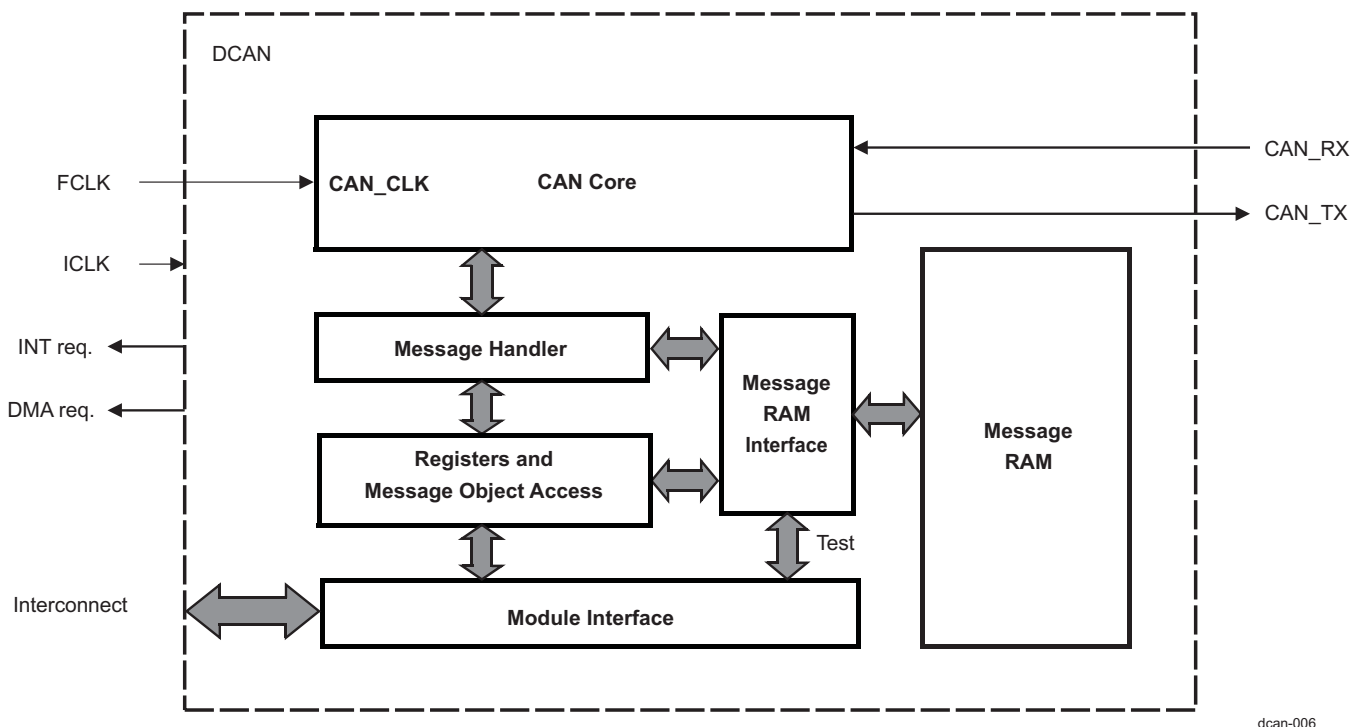 DCAN
CAN_RX
FCLK
CAN_CLK
CAN Core
CAN_TX
ICLK
INT req.
Message Handler
DMA req.
Message
RAM
Interface
Message
RAM
Registers and
Message Object Access
Test
Interconnect
Module Interface
dcan-006